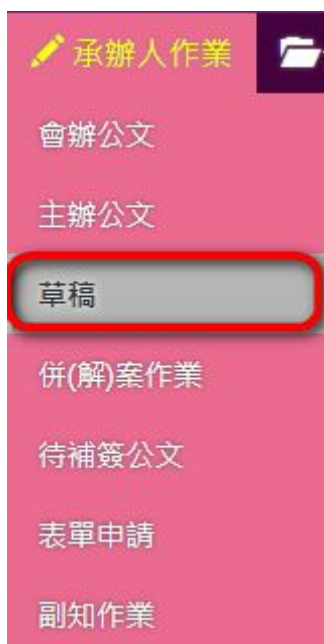 承辦人作業
會辦公文
主辦公文
草稿
併(解)案作業
待補簽公文
表單申請
副知作業